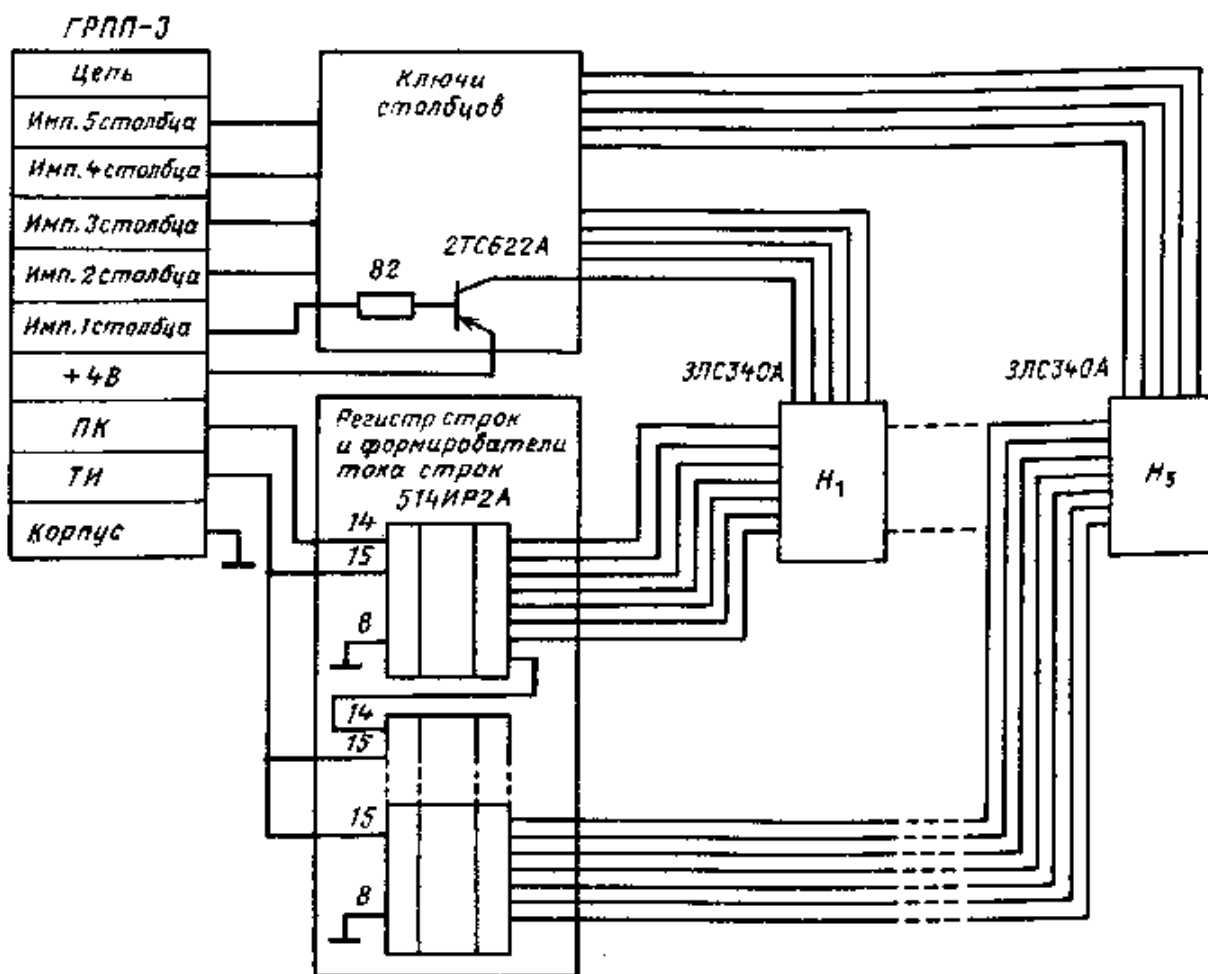 ГРПП-3
Цепь
Имп. 5 столбца
Имп. 4 столбца
Имп. 3 столбца
Имп. 2 столбца
Имп. 1 столбца
+4В
ПК
ТИ
Корпус
Ключи
столбцов
2ТС622А
82
Регистр строк
и формирователи
тока строк
514ИР2А
14
15
8
14
15
15
8
3ЛС340А
H1
3ЛС340А
H5